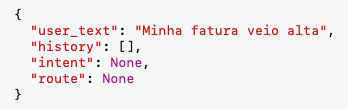 {
"user_text": "Minha fatura veio alta",
"history": [],
"intent": None,
"route": None
}